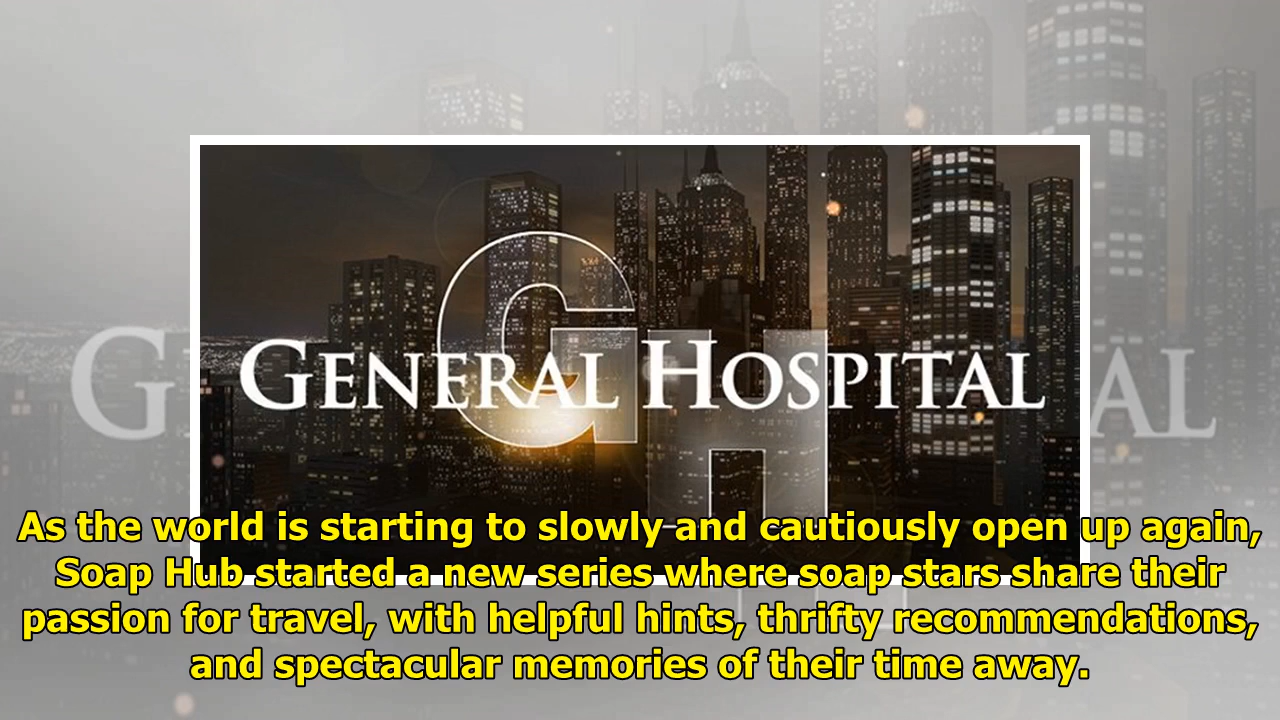 GH
GENERAL HOSPITAL
G AL
As the world is starting to slowly and cautiously open up again,
Soap Hub started a new series where soap stars share their
passion for travel, with helpful hints, thrifty recommendations,
and spectacular memories of their time away.